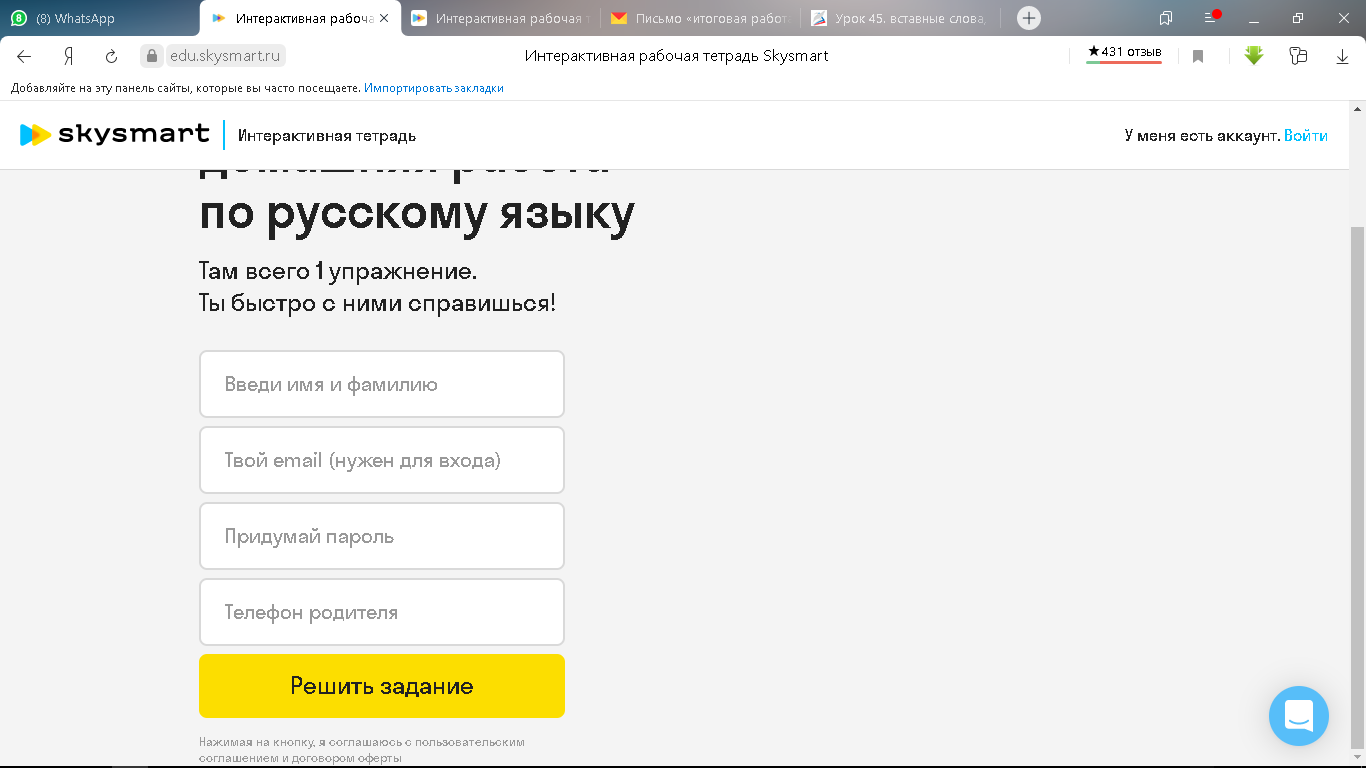 (8) WhatsApp
Интерактивная рабоча
Интерактивная рабочая т
Письмо «итоговая работ
Урок 45. вставные слова,
Я
edu.skysmart.ru
Интерактивная рабочая тетрадь Skysmart
★431 отзыв
Добавляйте на эту панель сайты, которые вы часто посещаете. Импортировать закладки
skysmart
Интерактивная тетрадь
У меня есть аккаунт. Войти
домашняя работа
по русскому языку
Там всего 1 упражнение.
Ты быстро с ними справишься!
Введи имя и фамилию
Твой email (нужен для входа)
Придумай пароль
Телефон родителя
Решить задание
Нажимая на кнопку, я соглашаюсь с пользовательским
соглашением и договором оферты